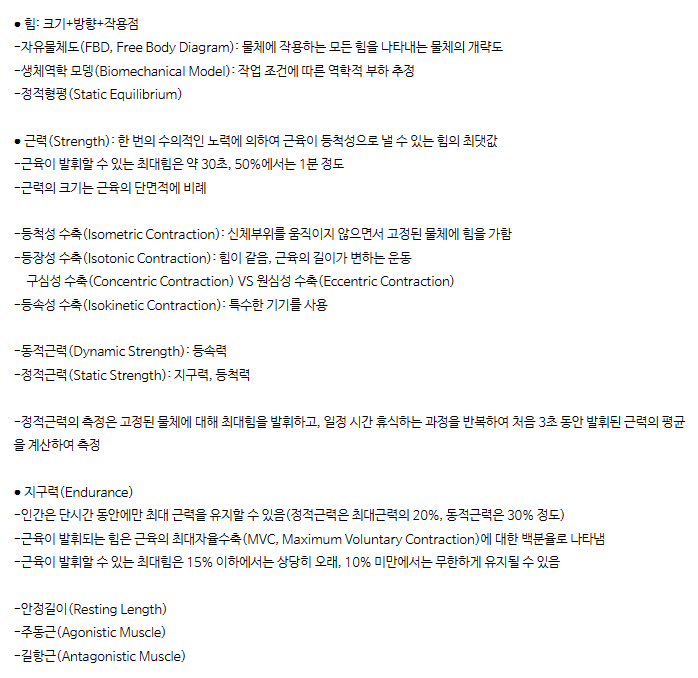 ● 힘: 크기+방향+작용점
-자유물체도(FBD, Free Body Diagram): 물체에 작용하는 모든 힘을 나타내는 물체의 개략도
-생체역학 모뎅(Biomechanical Model): 작업 조건에 따른 역학적 부하 추정
-정적형평(Static Equilibrium)
● 근력(Strength): 한 번의 수의적인 노력에 의하여 근육이 등척성으로 낼 수 있는 힘의 최댓값
-근육이 발휘할 수 있는 최대힘은 약 30초, 50%에서는 1분 정도
-근력의 크기는 근육의 단면적에 비례
-등척성 수축(Isometric Contraction): 신체부위를 움직이지 않으면서 고정된 물체에 힘을 가함
-등장성 수축(Isotonic Contraction): 힘이 같음, 근육의 길이가 변하는 운동
구심성 수축(Concentric Contraction) VS 원심성 수축(Eccentric Contraction)
-등속성 수축(Isokinetic Contraction): 특수한 기기를 사용
-동적근력(Dynamic Strength): 등속력
-정적근력(Static Strength): 지구력, 등척력
-정적근력의 측정은 고정된 물체에 대해 최대힘을 발휘하고, 일정 시간 휴식하는 과정을 반복하여 처음 3초 동안 발휘된 근력의 평균
을 계산하여 측정
● 지구력(Endurance)
-인간은 단시간 동안에만 최대 근력을 유지할 수 있음(정적근력은 최대근력의 20%, 동적근력은 30% 정도)
-근육이 발휘되는 힘은 근육의 최대자율수축(MVC, Maximum Voluntary Contraction)에 대한 백분율로 나타냄
-근육이 발휘할 수 있는 최대힘은 15% 이하에서는 상당히 오래, 10% 미만에서는 무한하게 유지될 수 있음
-안정길이(Resting Length)
-주동근(Agonistic Muscle)
-길항근(Antagonistic Muscle)